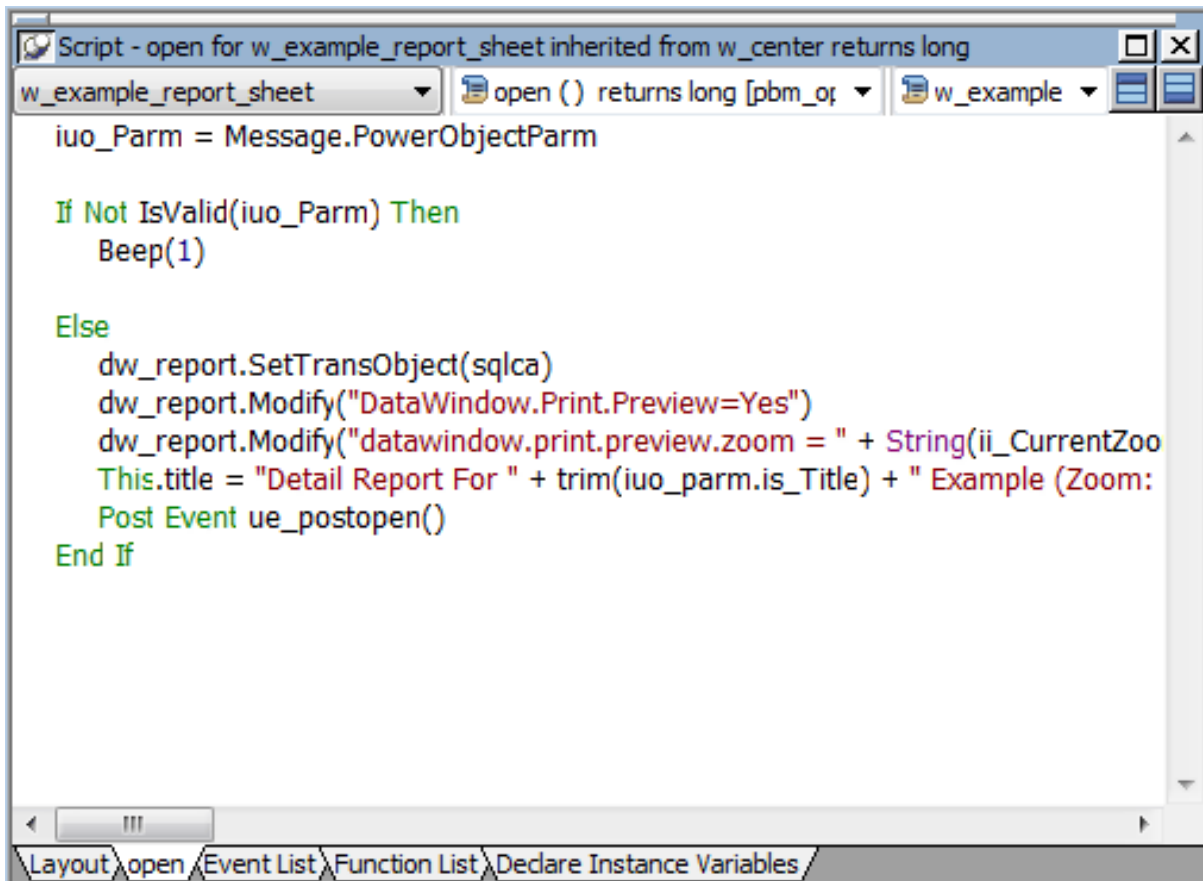 Script - open for w_example_report_sheet inherited from w_center returns long
w_example_report_sheet open ( ) returns long [pbm_op w_example
iuo_Parm = Message.PowerObjectParm
If Not IsValid(iuo_Parm) Then
Beep(1)
Else
dw_report.SetTransObject(sqlca)
dw_report.Modify("DataWindow.Print.Preview=Yes")
dw_report.Modify("datawindow.print.preview.zoom = " + String(ii_CurrentZoo
This.title = "Detail Report For " + trim(iuo_parm.is_Title) + " Example (Zoom:
Post Event ue_postopen()
End If
Layout open Event List Function List Declare Instance Variables